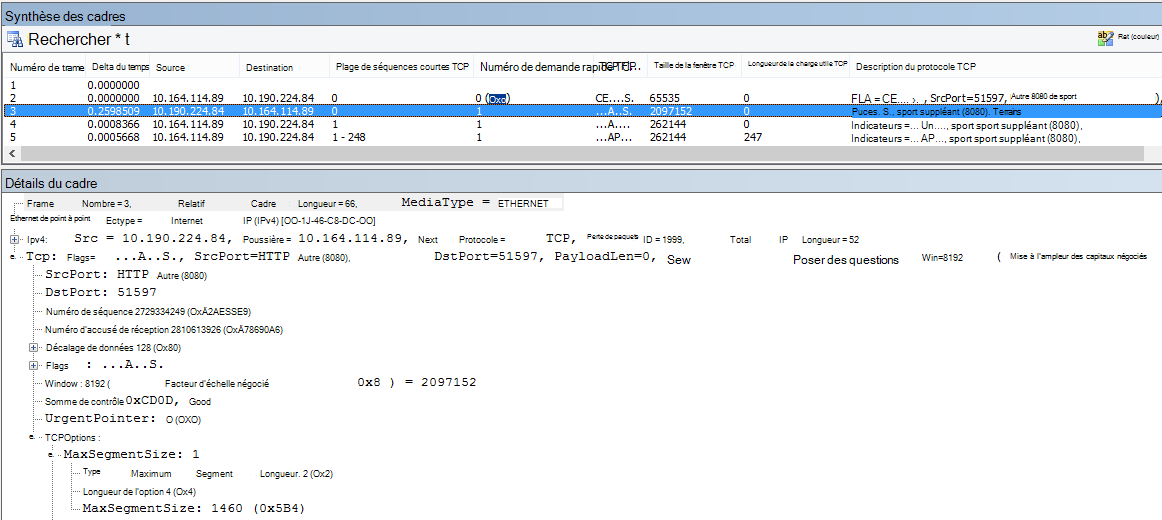 Synthèse des cadres
Rechercher * t
Rat (couleur)
Numéro de trame Delta du temps Source Destination Plage de séquences courtes TCP Numéro de demande rapide TCP TCP F... Taille de la fenêtre TCP Longueur de la charge utile TCP Description du protocole TCP
1 0.0000000
2 0.0000000 10.164.114.89 10.190.224.84 0 0 (Oxo) CE....S. 65535 0 FLA = CE.... >. , SrcPort=51597, Autre 8080 de sport ),
3 0.2598509 10.190.224.84 10.164.114.89 0 1 ...A..S. 2097152 0 Puces. S., sport suppléant (8080). Terrains
4 0.0008366 10.164.114.89 10.190.224.84 1 1 ...A.... 262144 0 Indicateurs =... Un...., sport sport suppléant (8080),
5 0.0005668 10.164.114.89 10.190.224.84 1 - 248 1 ...AP... 262144 247 Indicateurs =... AP..., sport sport suppléant (8080),
Détails du cadre
Frame Nombre = 3, Relatif Cadre Longueur = 66, MediaType = ETHERNET
Ethernet de point à point Ectype = Internet IP (IPv4) [OO-1J-46-C8-DC-OO]
Ipv4: Src = 10.190.224.84, Poussière = 10.164.114.89, Next Protocole = TCP, Perte de paquets ID = 1999, Total IP Longueur = 52
Tcp: Flags= ...A..S., SrcPort=HTTP Autre (8080), DstPort=51597, PayloadLen=0, Sew Poser des questions Win=8192 ( Mise à l'ampleur des capitaux négociés
SrcPort: HTTP Autre (8080)
DstPort: 51597
Numéro de séquence 2729334249 (OxÄ2AESSE9)
Numéro d'accusé de réception 2810613926 (OxÄ78690A6)
Décalage de données 128 (Ox80)
Flags : ...A..S.
Window : 8192 ( Facteur d'échelle négocié 0x8 ) = 2097152
Somme de contrôle 0xCD0D, Good
UrgentPointer: O (OXO)
TCPOptions :
MaxSegmentSize: 1
Type Maximum Segment Longueur. 2 (Ox2)
Longueur de l'option 4 (Ox4)
MaxSegmentSize: 1460 (0x5B4)